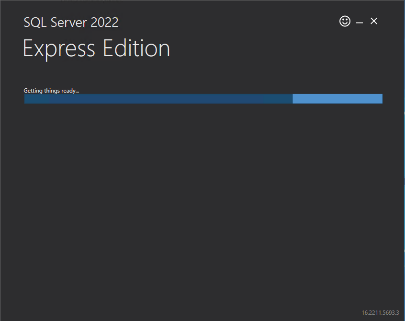 SQL Server 2022
Express Edition
Getting things ready...
16.2211.5693.3